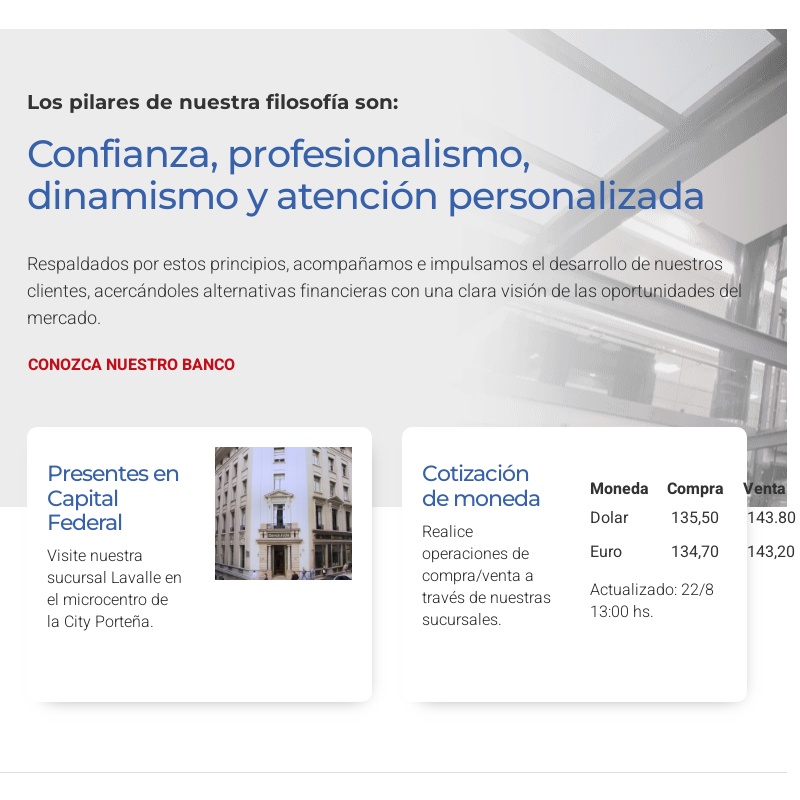 Los pilares de nuestra filosofía son:
Confianza, profesionalismo,
dinamismo y atención personalizada
Respaldados por estos principios, acompañamos e impulsamos el desarrollo de nuestros
clientes, acercándoles alternativas financieras con una clara visión de las oportunidades del
mercado.
CONOZCA NUESTRO BANCO
Presentes en
Capital
Federal
Visite nuestra
sucursal Lavalle en
el microcentro de
la City Porteña.
Cotización
de moneda
Realice
operaciones de
compra/venta a
través de nuestras
sucursales.
Moneda Compra Venta
Dolar 135,50 143.80
Euro 134,70 143,20
Actualizado: 22/8
13:00 hs.